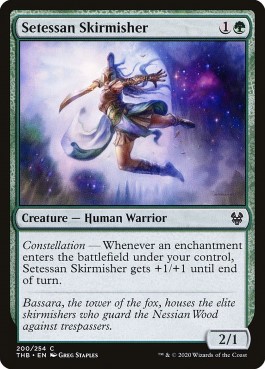 Setessan Skirmisher 1
Creature — Human Warrior
Constellation — Whenever an enchantment
enters the battlefield under your control,
Setessan Skirmisher gets +1/+1 until end
of turn.
Bassara, the tower of the fox, houses the elite
skirmishers who guard the Nessian Wood
against trespassers.
2/1
200/254 C
THB • EN GREG STAPLES
™ & © 2020 Wizards of the Coast